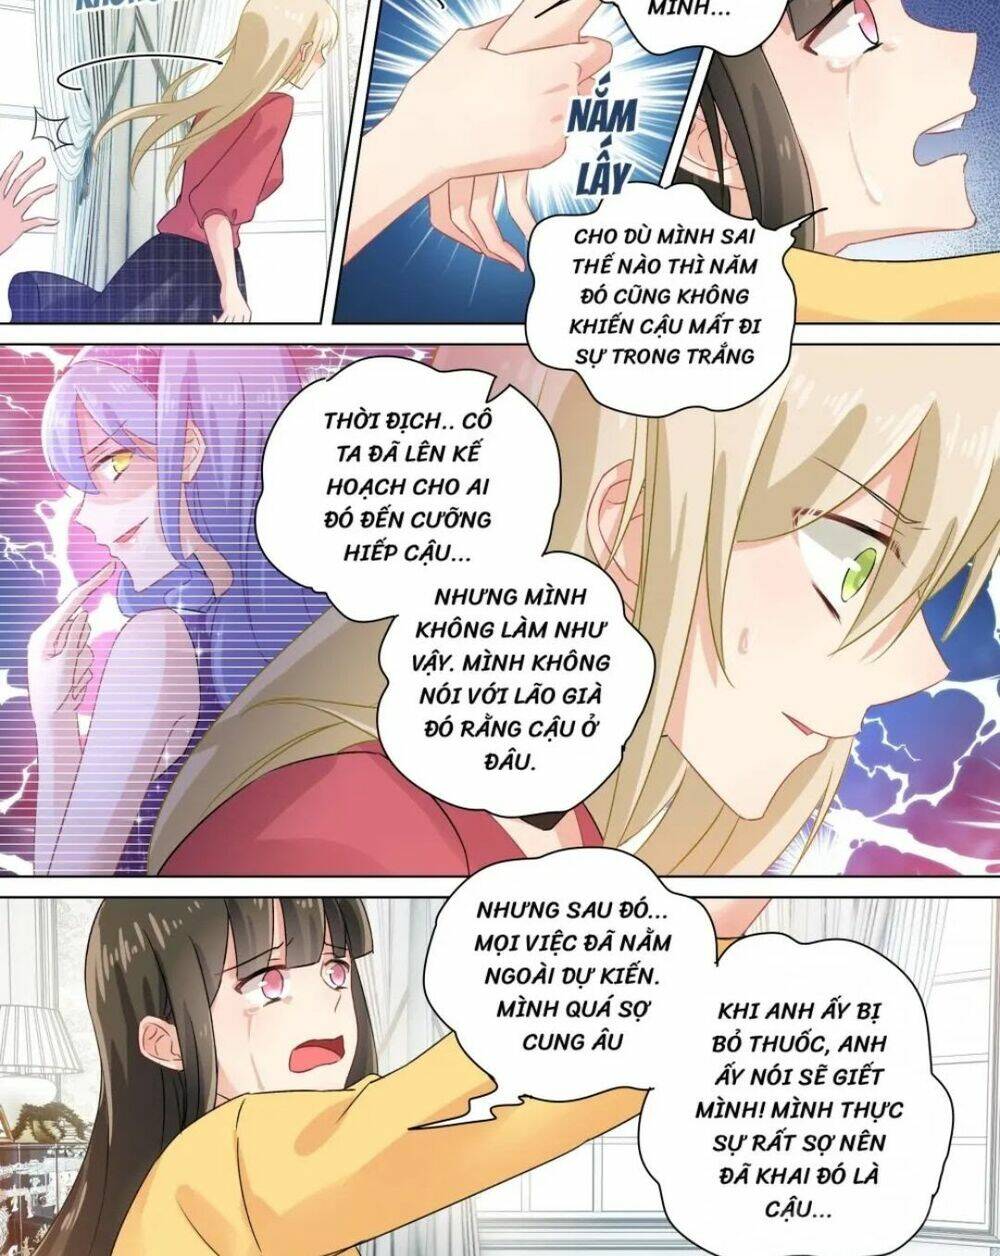 MÌNH...
NẮM
LẤY
CHO DÙ MÌNH SAI
THẾ NÀO THÌ NĂM
ĐÓ CŨNG KHÔNG
KHIẾN CẬU MẤT ĐI
SỰ TRONG TRẮNG
THỜI ĐỊCH.. CÔ
TA ĐÃ LÊN KẾ
HOẠCH CHO AI
ĐÓ ĐẾN CƯỠNG
HIẾP CẬU...
NHƯNG MÌNH
KHÔNG LÀM NHƯ
VẬY. MÌNH KHÔNG
NÓI VỚI LÃO GIÀ
ĐÓ RẰNG CẬU Ở
ĐÂU.
NHƯNG SAU ĐÓ...
MỌI VIỆC ĐÃ NẰM
NGOÀI DỰ KIẾN.
MÌNH QUÁ SỢ
CUNG ÂU
KHI ANH ẤY BỊ
BỎ THUỐC, ANH
ẤY NÓI SẼ GIẾT
MÌNH! MÌNH THỰC
SỰ RẤT SỢ NÊN
ĐÃ KHAI ĐÓ LÀ
CẬU...